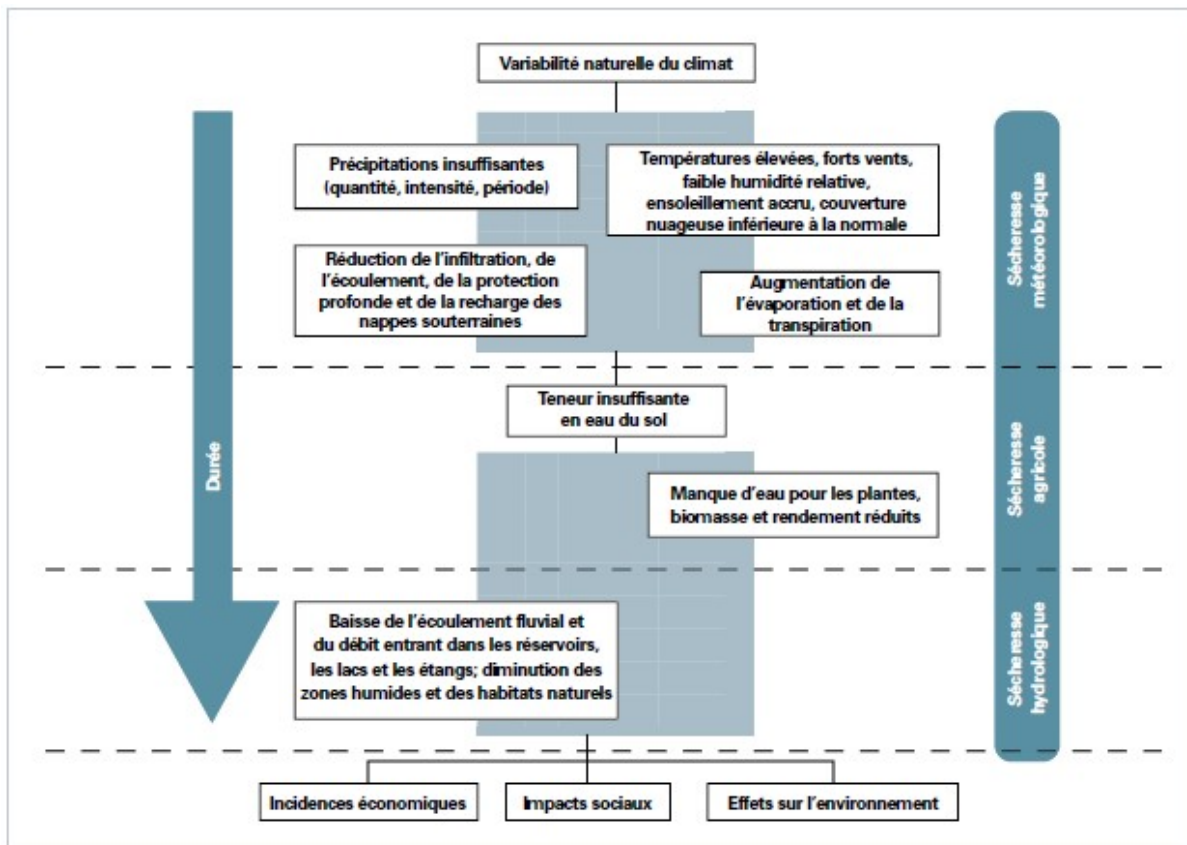 Variabilité naturelle du climat
Précipitations insuffisantes
(quantité, intensité, période)
Températures élevées, forts vents,
faible humidité relative,
ensoleillement accru, couverture
nuageuse inférieure à la normale
Réduction de l'infiltration, de
l'écoulement, de la protection
profonde et de la recharge des
nappes souterraines
Augmentation de
l'évaporation et de la
transpiration
Sécheresse
météorologique
Teneur insuffisante
en eau du sol
Durée
Manque d'eau pour les plantes,
biomasse et rendement réduits
Sécheresse
agricole
Baisse de l'écoulement fluvial et
du débit entrant dans les réservoirs,
les lacs et les étangs; diminution des
zones humides et des habitats naturels
Sécheresse
hydrologique
Incidences économiques
Impacts sociaux
Effets sur l'environnement